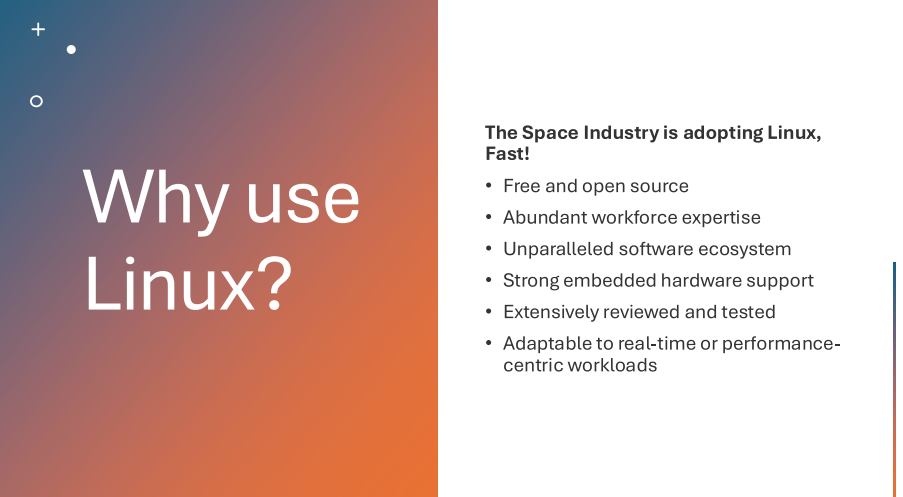 Why use
Linux?
The Space Industry is adopting Linux,
Fast!
• Free and open source
• Abundant workforce expertise
• Unparalleled software ecosystem
• Strong embedded hardware support
• Extensively reviewed and tested
• Adaptable to real-time or performance-
centric workloads